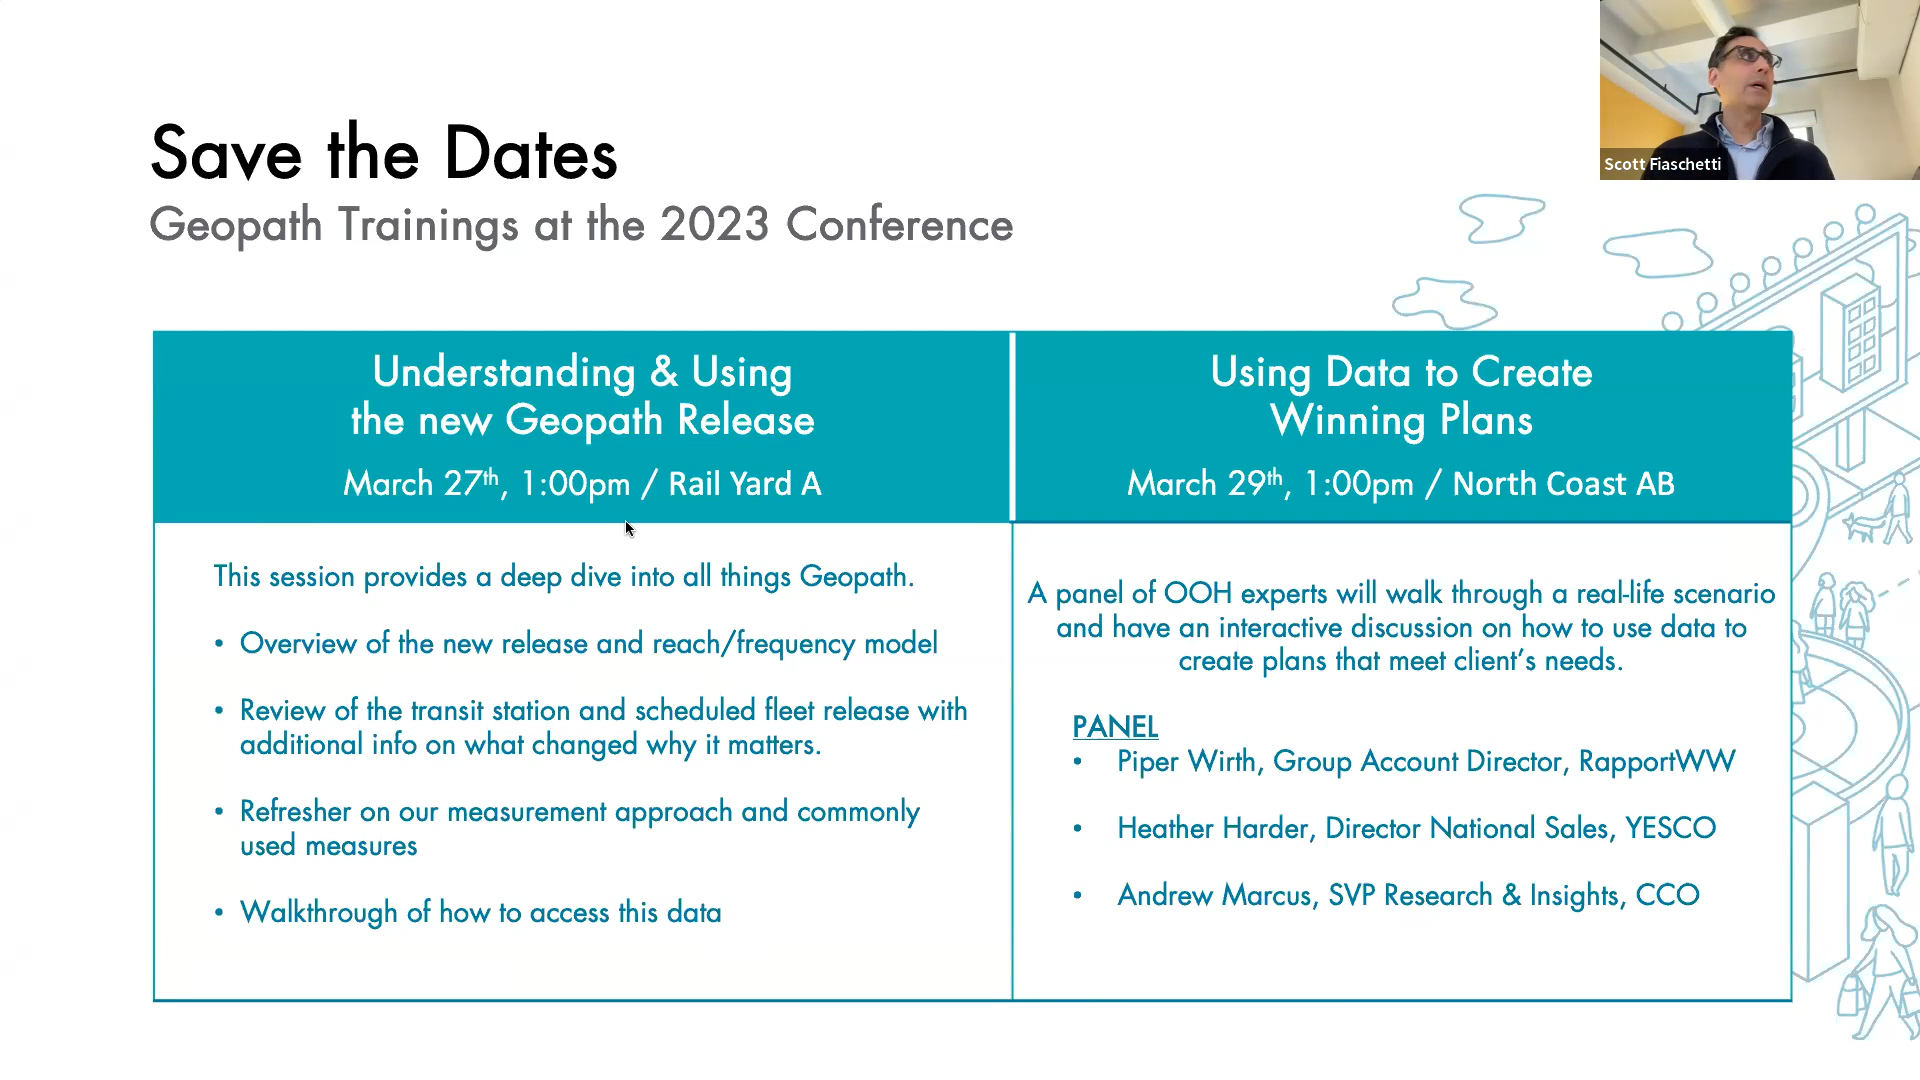 Scott Fiaschetti
Save the Dates
Geopath Trainings at the 2023 Conference
Understanding & Using
the new Geopath Release
March 27th, 1:00pm / Rail Yard A
This session provides a deep dive into all things Geopath.
• Overview of the new release and reach/frequency model
• Review of the transit station and scheduled fleet release with
additional info on what changed why it matters.
• Refresher on our measurement approach and commonly
used measures
• Walkthrough of how to access this data
Using Data to Create
Winning Plans
March 29th, 1:00pm / North Coast AB
A panel of OOH experts will walk through a real-life scenario
and have an interactive discussion on how to use data to
create plans that meet client’s needs.
PANEL
• Piper Wirth, Group Account Director, RapportWW
• Heather Harder, Director National Sales, YESCO
• Andrew Marcus, SVP Research & Insights, CCO